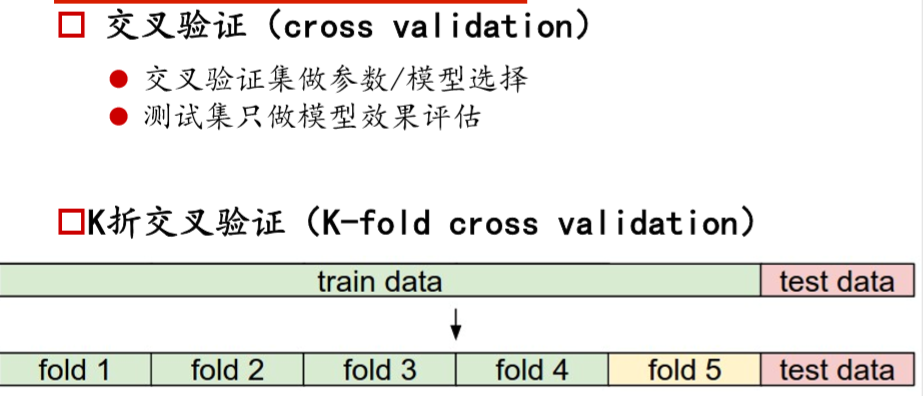 交叉验证（cross validation）
交叉验证集做参数/模型选择
测试集只做模型效果评估
K折交叉验证（K-fold cross validation）
train data test data
fold 1 fold 2 fold 3 fold 4 fold 5 test data